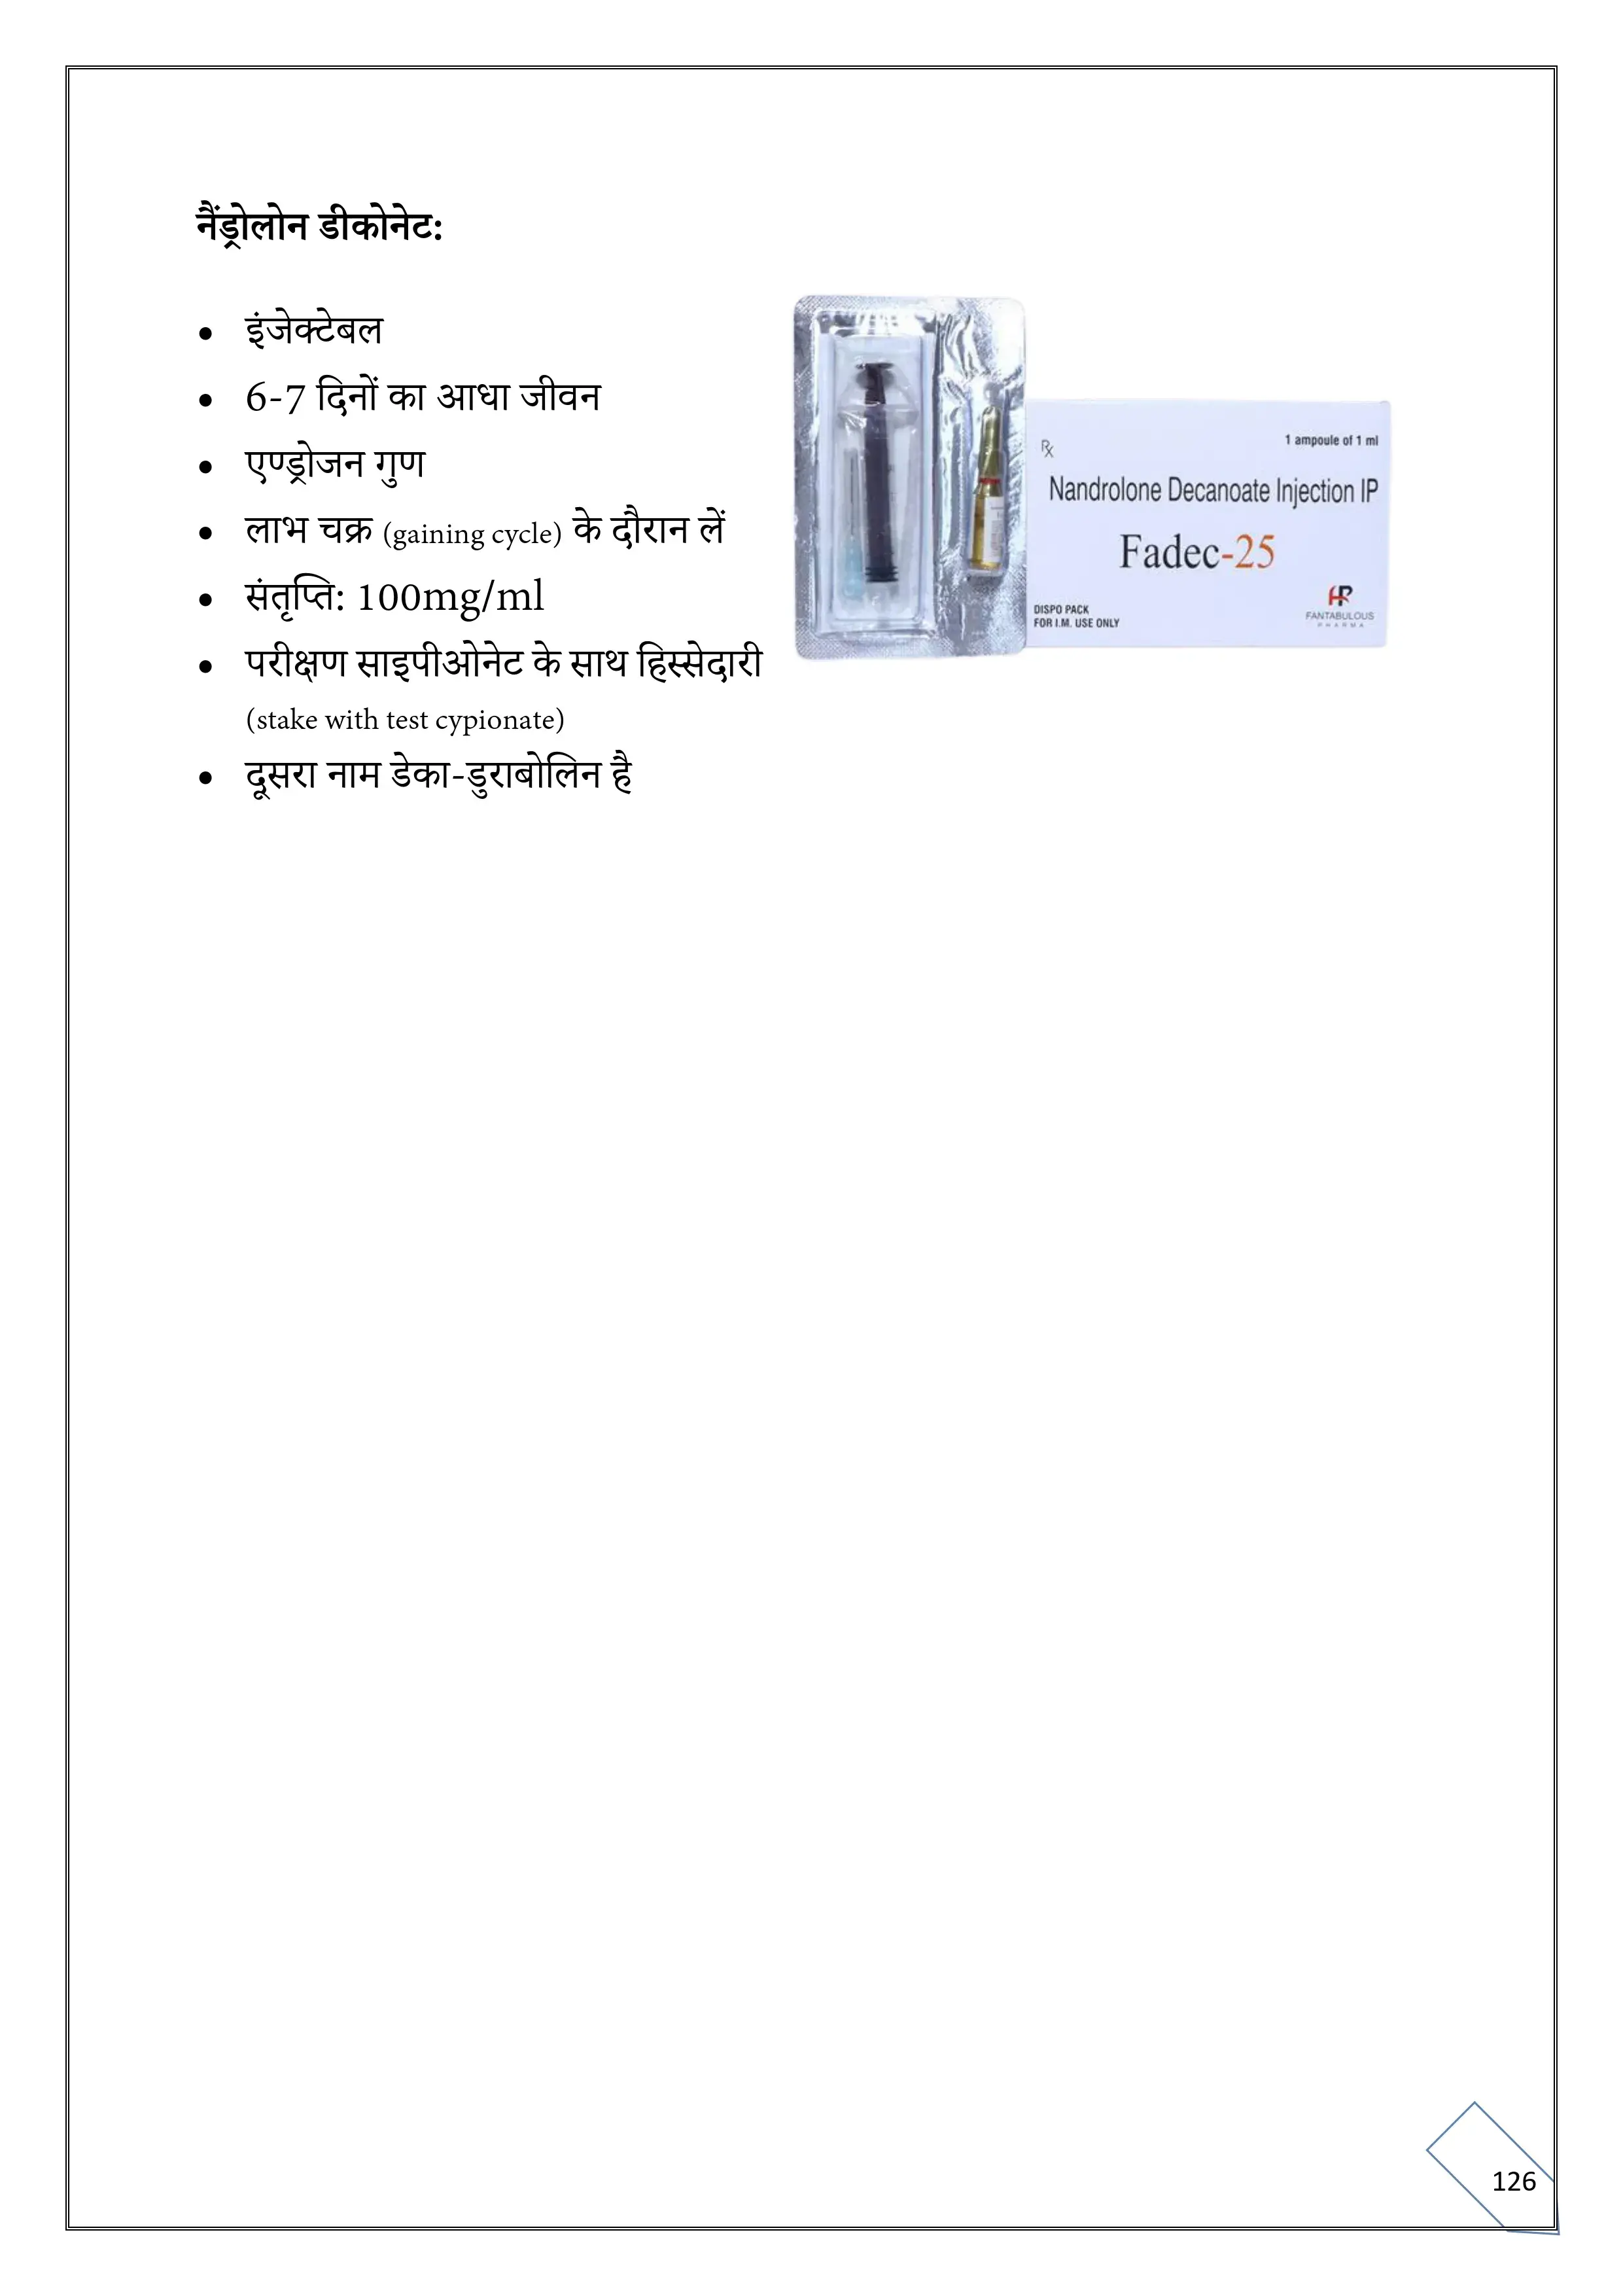 नैंड्रोलोन डीकोनेट:
• इंजेक्टेबल
• 6-7 दिनों का आधा जीवन
• एण्ड्रोजन गुण
• लाभ चक्र (gaining cycle) के दौरान लें
• संतृप्ति: 100mg/ml
• परीक्षण साइपीओनेट के साथ हिस्सेदारी
(stake with test cypionate)
• दूसरा नाम डेका-डुराबोलिन है
Rx
1 ampoule of 1 ml
Nandrolone Decanoate Injection IP
Fadec-25
DISPO PACK
FOR I.M. USE ONLY
FANTABULOUS
PHARMA
126